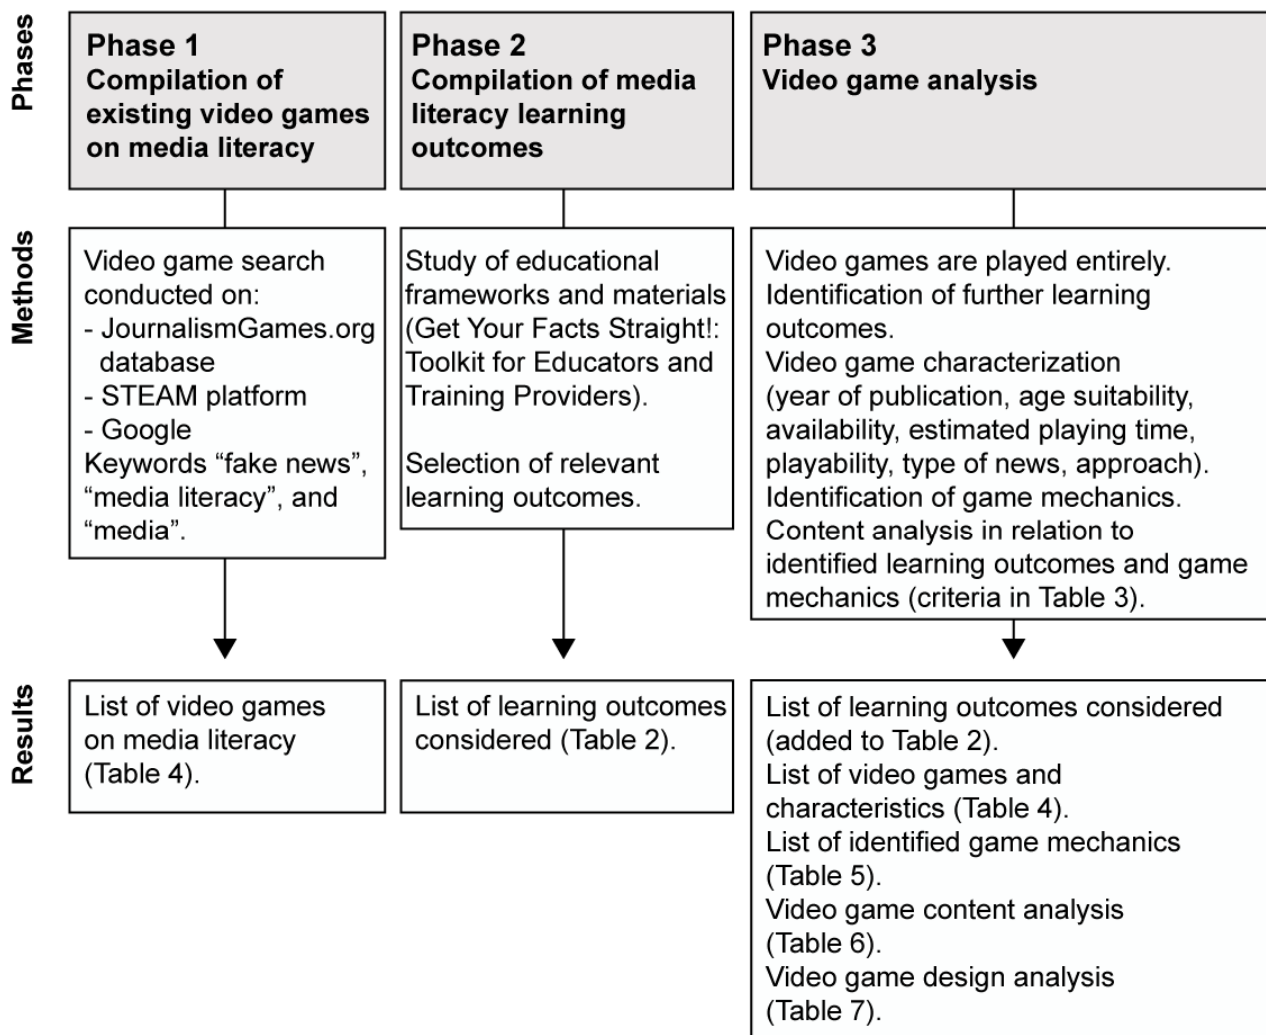 Phases
Phase 1
Compilation of
existing video games
on media literacy
Phase 2
Compilation of media
literacy learning
outcomes
Phase 3
Video game analysis
Methods
Video game search
conducted on:
- JournalismGames.org
database
- STEAM platform
- Google
Keywords “fake news”,
“media literacy”, and
“media”.
Study of educational
frameworks and materials
(Get Your Facts Straight!:
Toolkit for Educators and
Training Providers).
Selection of relevant
learning outcomes.
Video games are played entirely.
Identification of further learning
outcomes.
Video game characterization
(year of publication, age suitability,
availability, estimated playing time,
playability, type of news, approach).
Identification of game mechanics.
Content analysis in relation to
identified learning outcomes and game
mechanics (criteria in Table 3).
Results
List of video games
on media literacy
(Table 4).
List of learning outcomes
considered (Table 2).
List of learning outcomes considered
(added to Table 2).
List of video games and
characteristics (Table 4).
List of identified game mechanics
(Table 5).
Video game content analysis
(Table 6).
Video game design analysis
(Table 7).